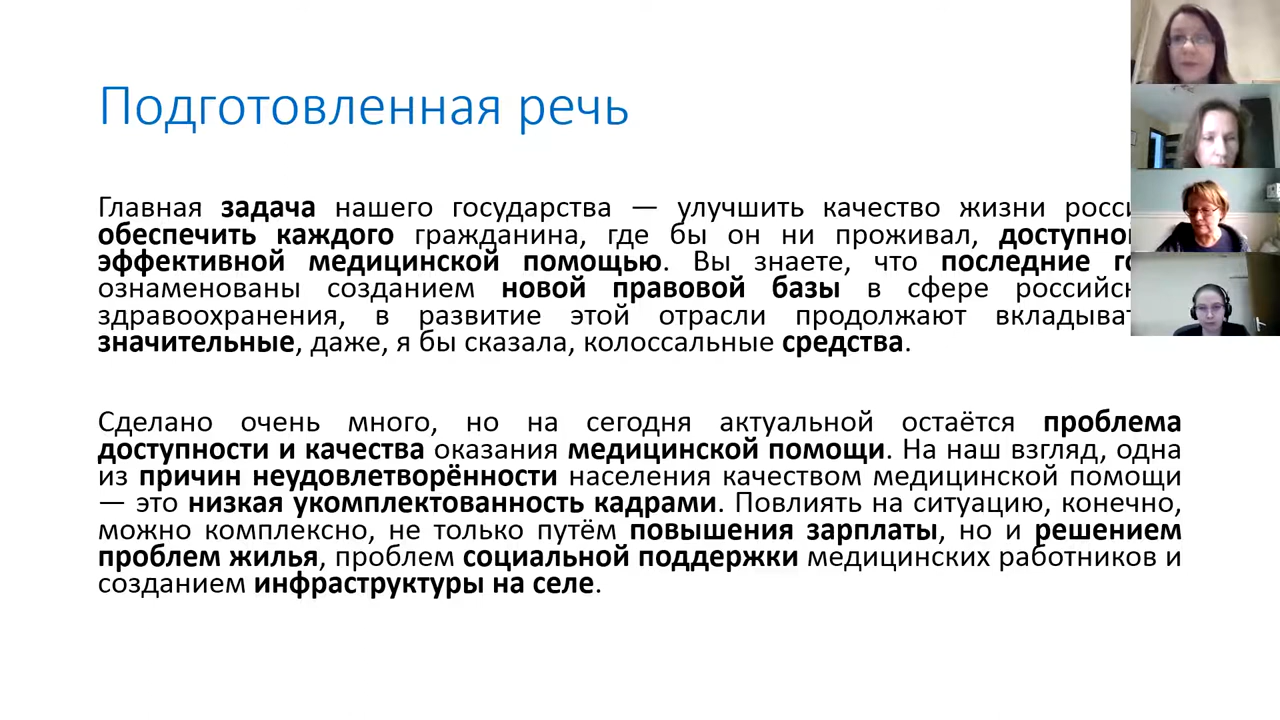 Подготовленная речь
Главная задача нашего государства — улучшить качество жизни
обеспечить каждого гражданина, где бы он ни проживал,
эффективной медицинской помощью. Вы знаете, что последние
ознаменованы созданием новой правовой базы в сфере
здравоохранения, в развитие этой отрасли продолжают
значительные, даже, я бы сказала, колоссальные средства.
Сделано очень много, но на сегодня актуальной остаётся проблема
доступности и качества оказания медицинской помощи. На наш взгляд, одна
из причин неудовлетворённости населения качеством медицинской помощи
— это низкая укомплектованность кадрами. Повлиять на ситуацию, конечно,
можно комплексно, не только путём повышения зарплаты, но и решением
проблем жилья, проблем социальной поддержки медицинских работников и
созданием инфраструктуры на селе.